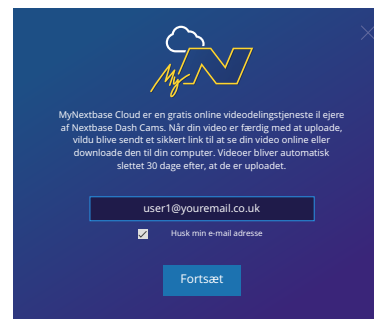 My N
MyNextbase Cloud er en gratis online videodelingstjeneste il ejere
af Nextbase Dash Cams. Når din video er færdig med at uploade,
vildu blive sendt et sikkert link til at se din video online eller
downloade den til din computer. Videoer bliver automatisk
slettet 30 dage efter, at de er uploadet.
user1@youremail.co.uk
Husk min e-mail adresse
Fortsæt